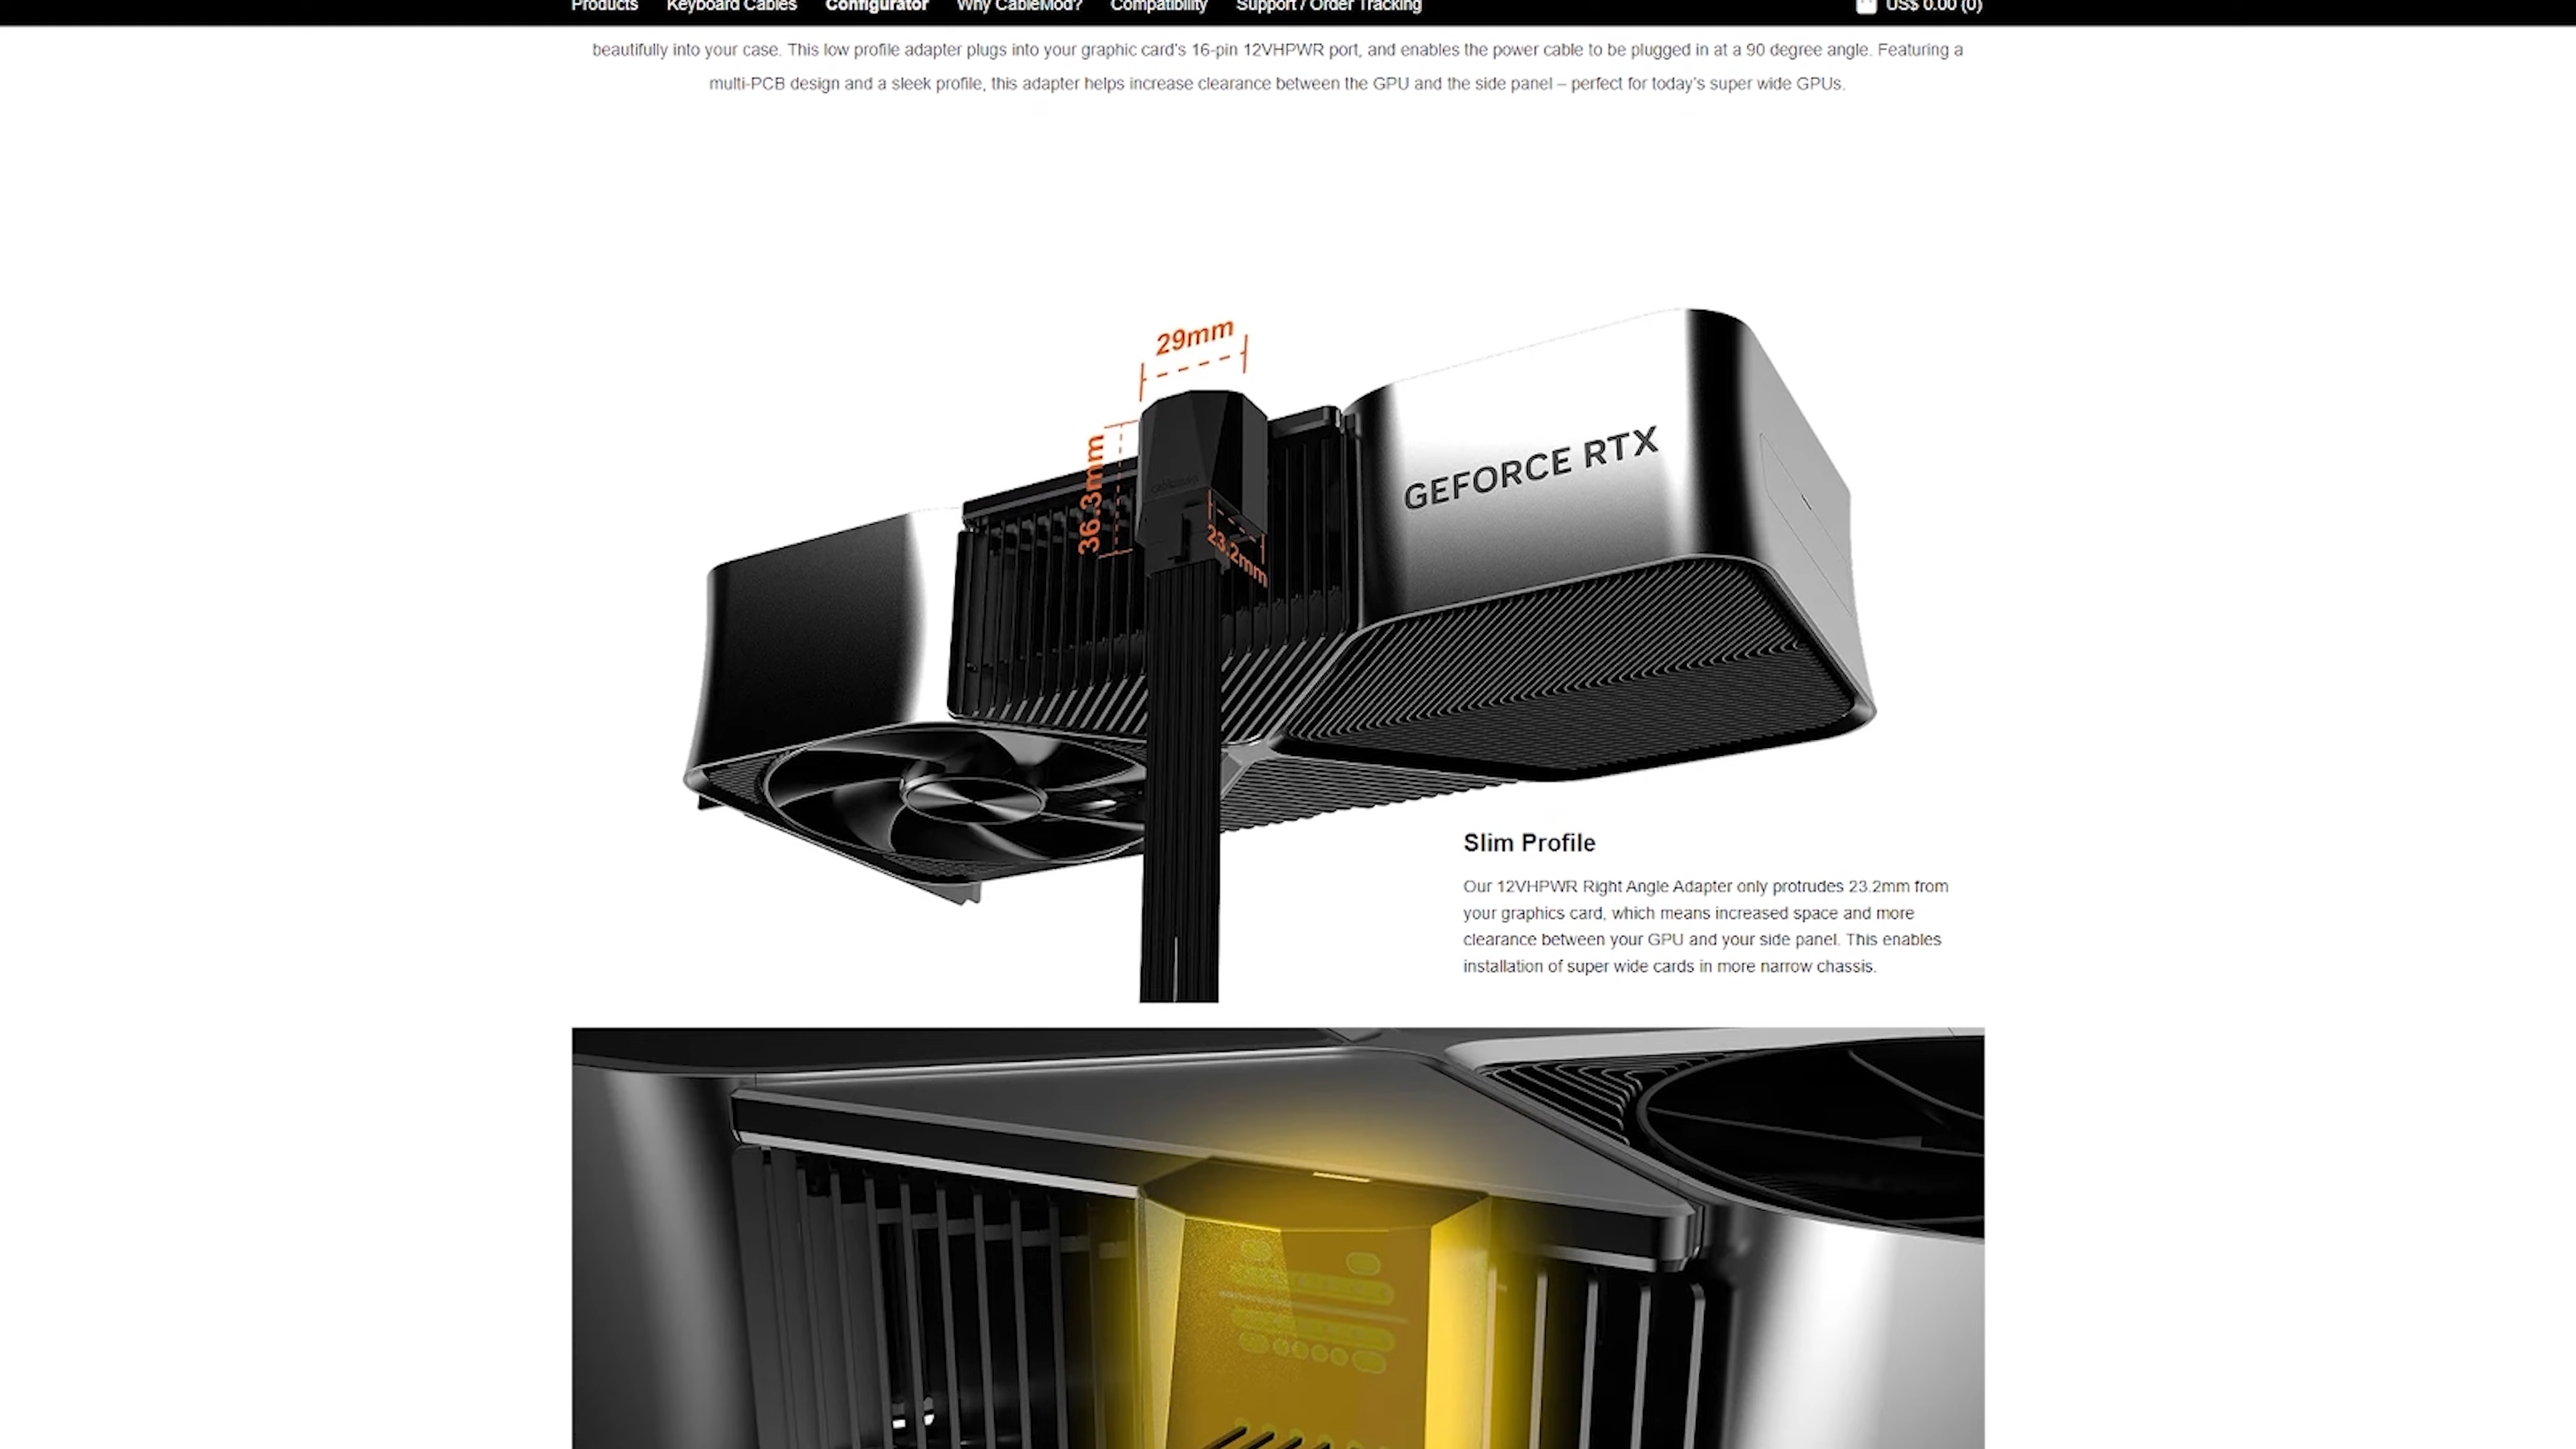 Products Keyboard Cables Configurator Why CableMod? Compatibility Support / Order Tracking US$ 0.00 (0)
beautifully into your case. This low profile adapter plugs into your graphic card's 16-pin 12VHPWR port, and enables the power cable to be plugged in at a 90 degree angle. Featuring a
multi-PCB design and a sleek profile, this adapter helps increase clearance between the GPU and the side panel – perfect for today's super wide GPUs.
29mm
36.3mm
23.2mm
GEFORCE RTX
Slim Profile
Our 12VHPWR Right Angle Adapter only protrudes 23.2mm from
your graphics card, which means increased space and more
clearance between your GPU and your side panel. This enables
installation of super wide cards in more narrow chassis.